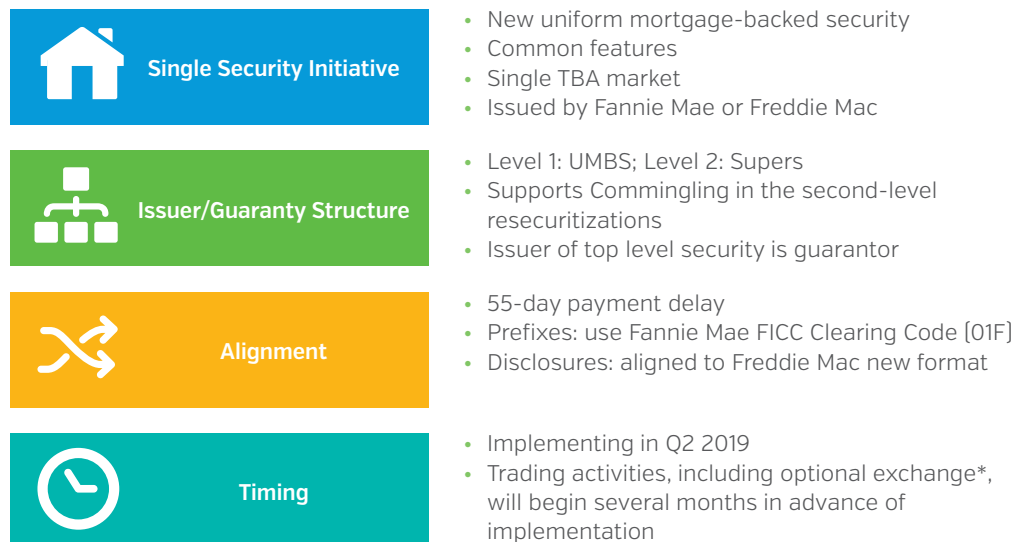 Single Security Initiative
• New uniform mortgage-backed security
• Common features
• Single TBA market
• Issued by Fannie Mae or Freddie Mac
Issuer/Guaranty Structure
• Level 1: UMBS; Level 2: Supers
• Supports Commingling in the second-level
resecuritizations
• Issuer of top level security is guarantor
Alignment
• 55-day payment delay
• Prefixes: use Fannie Mae FICC Clearing Code (01F)
• Disclosures: aligned to Freddie Mac new format
Timing
• Implementing in Q2 2019
• Trading activities, including optional exchange*,
will begin several months in advance of
implementation